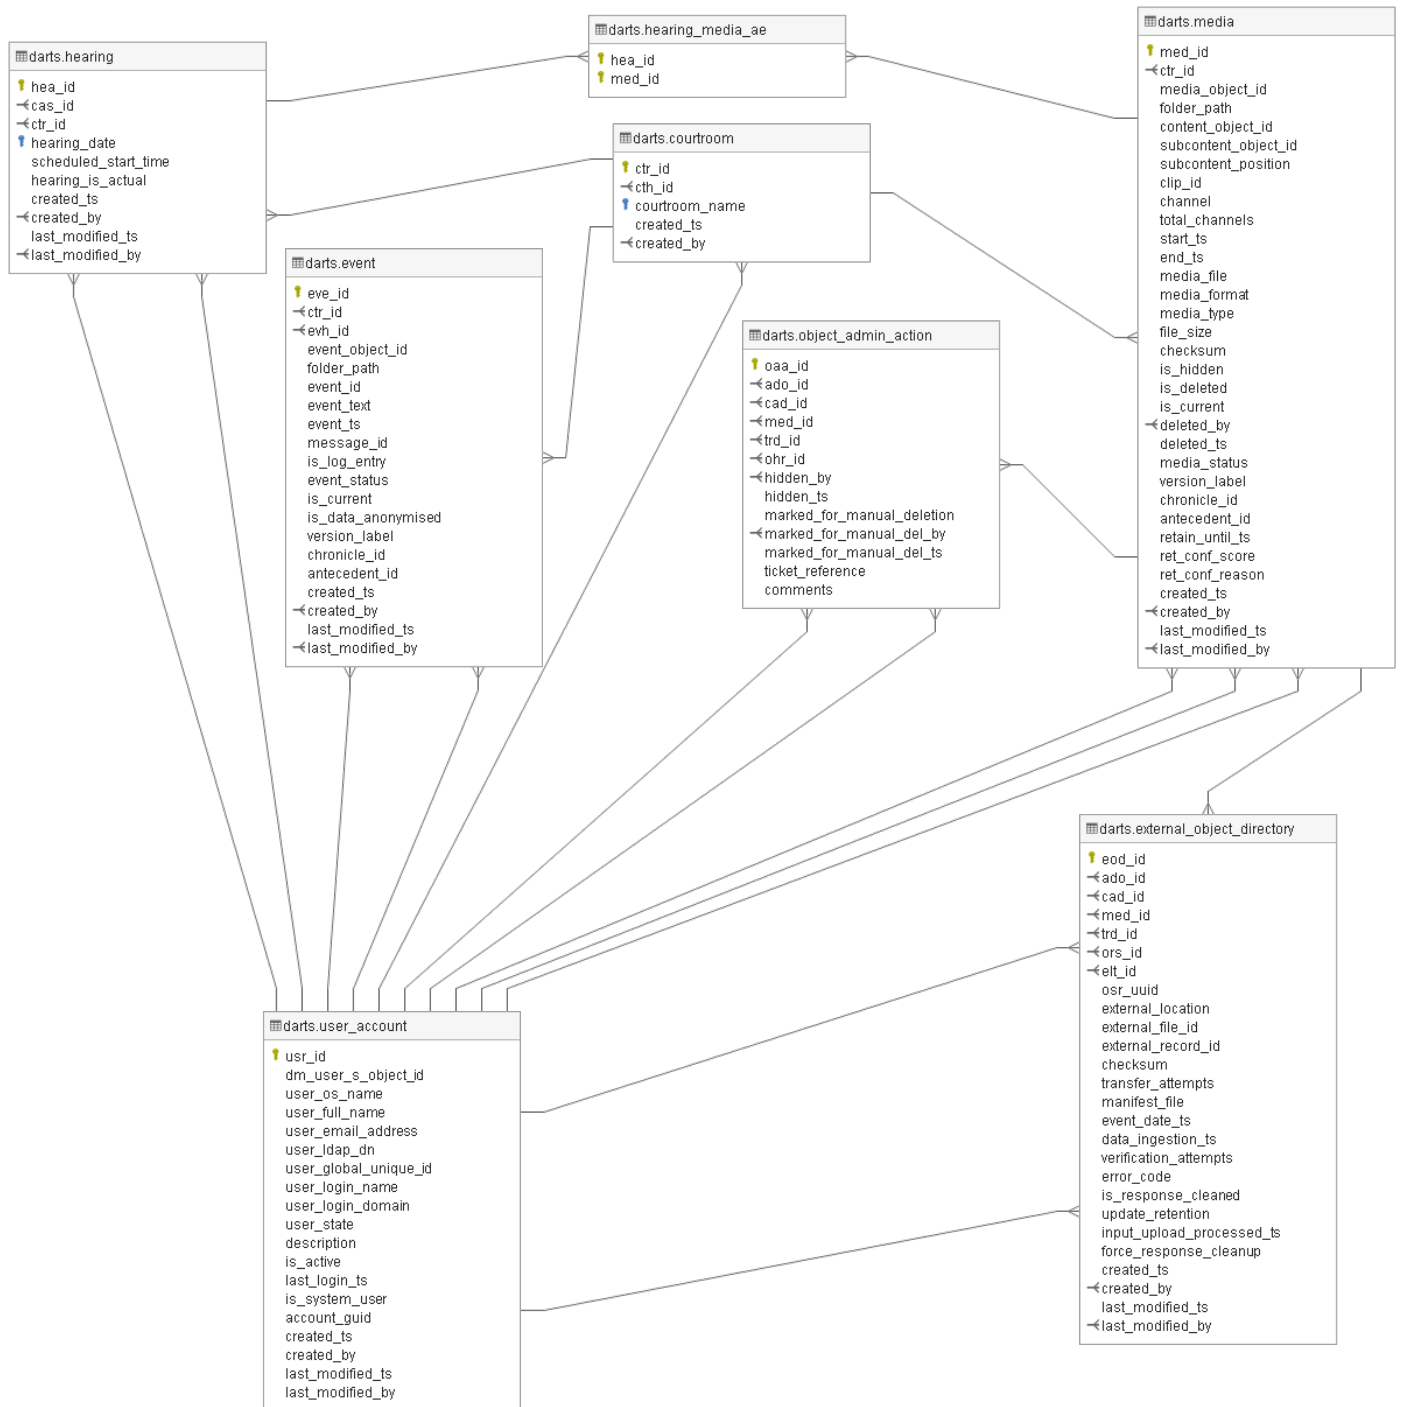 darts.hearing
hea_id
cas_id
ctr_id
hearing_date
scheduled_start_time
hearing_is_actual
created_ts
created_by
last_modified_ts
last_modified_by
darts.hearing_media_ae
hea_id
med_id
darts.courtroom
ctr_id
cth_id
courtroom_name
created_ts
created_by
darts.media
med_id
ctr_id
media_object_id
folder_path
content_object_id
subcontent_object_id
subcontent_position
clip_id
channel
total_channels
start_ts
end_ts
media_file
media_format
media_type
file_size
checksum
is_hidden
is_deleted
is_current
deleted_by
deleted_ts
media_status
version_label
chronicle_id
antecedent_id
retain_until_ts
ret_conf_score
ret_conf_reason
created_ts
created_by
last_modified_ts
last_modified_by
darts.event
eve_id
ctr_id
evh_id
event_object_id
folder_path
event_id
event_text
event_ts
message_id
is_log_entry
event_status
is_current
is_data_anonymised
version_label
chronicle_id
antecedent_id
created_ts
created_by
last_modified_ts
last_modified_by
darts.object_admin_action
oaa_id
ado_id
cad_id
med_id
trd_id
ohr_id
hidden_by
hidden_ts
marked_for_manual_deletion
marked_for_manual_del_by
marked_for_manual_del_ts
ticket_reference
comments
darts.external_object_directory
eod_id
ado_id
cad_id
med_id
trd_id
ors_id
elt_id
osr_uuid
external_location
external_file_id
external_record_id
checksum
transfer_attempts
manifest_file
event_date_ts
data_ingestion_ts
verification_attempts
error_code
is_response_cleaned
update_retention
input_upload_processed_ts
force_response_cleanup
created_ts
created_by
last_modified_ts
last_modified_by
darts.user_account
usr_id
dm_user_s_object_id
user_os_name
user_full_name
user_email_address
user_ldap_dn
user_global_unique_id
user_login_name
user_login_domain
user_state
description
is_active
last_login_ts
is_system_user
account_guid
created_ts
created_by
last_modified_ts
last_modified_by